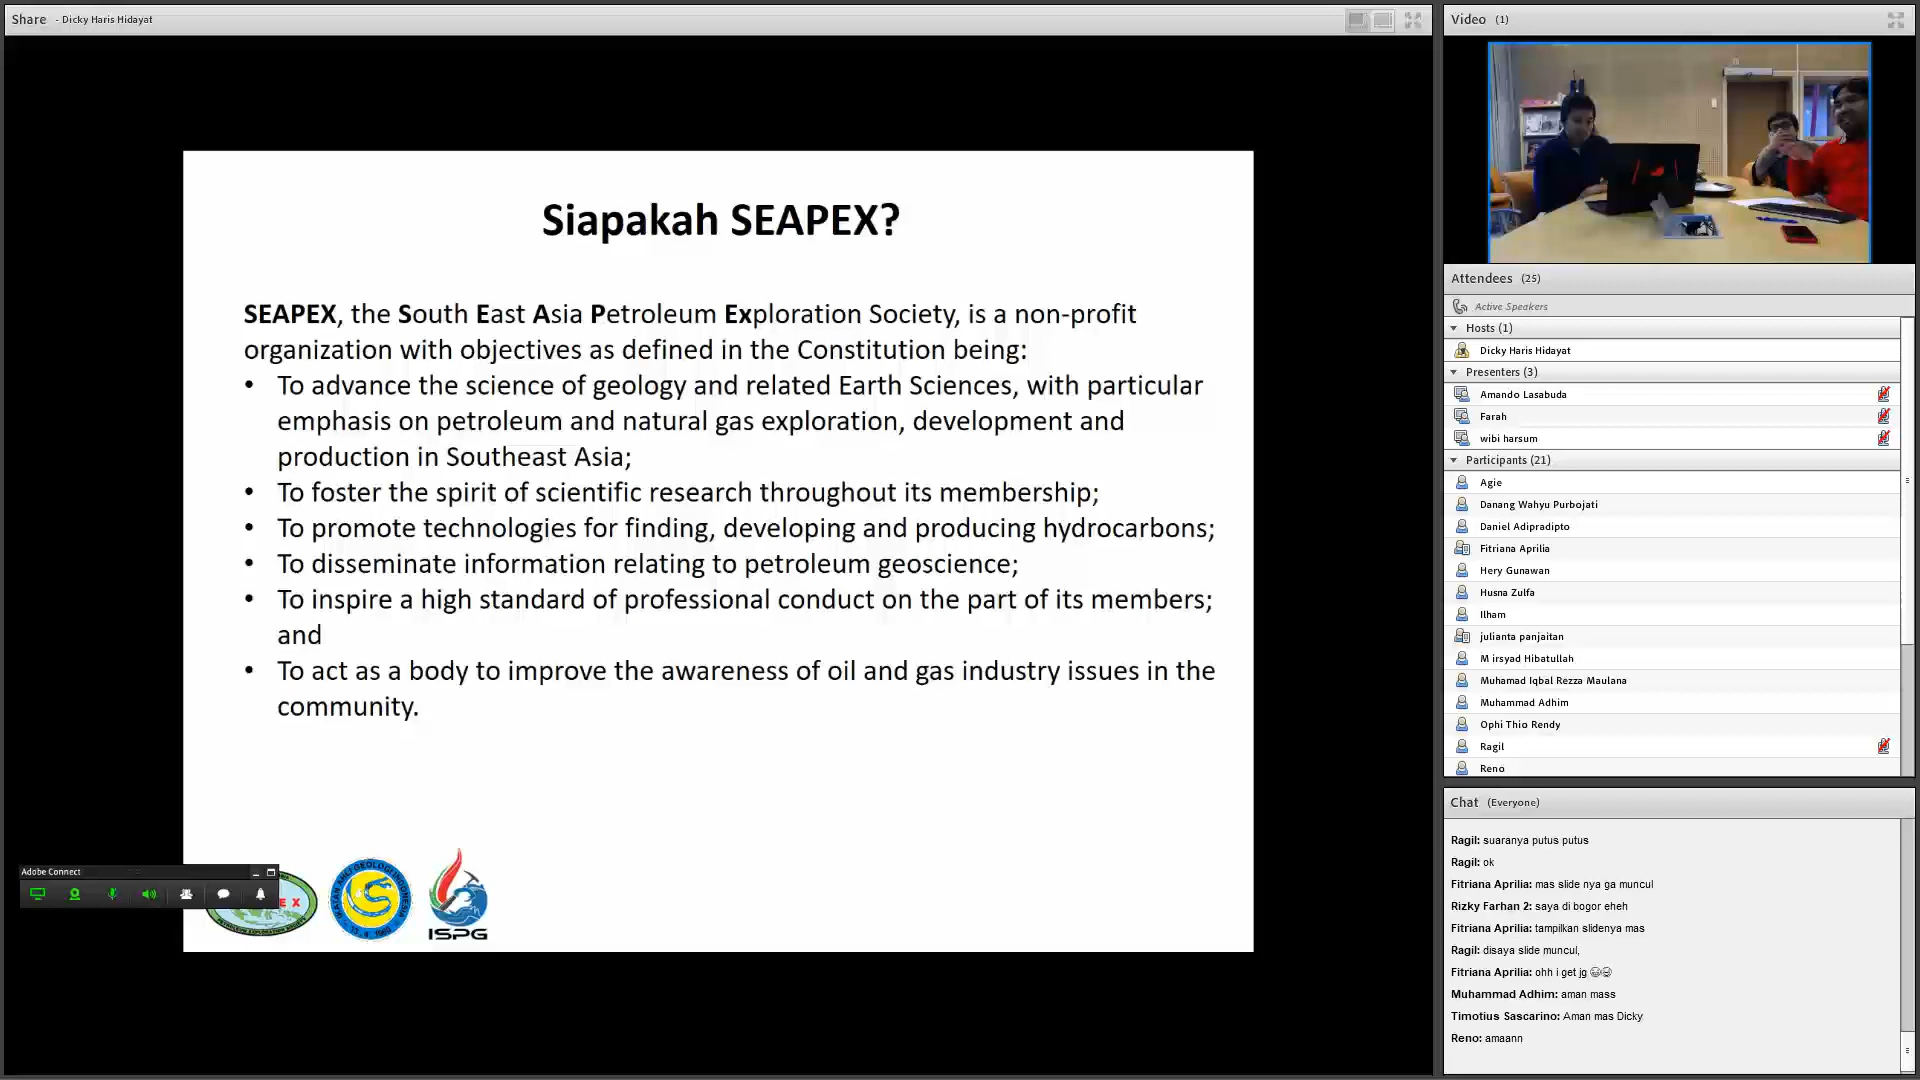 Share - Dicky Haris Hidayat
Siapakah SEAPEX?
SEAPEX, the South East Asia Petroleum Exploration Society, is a non-profit
organization with objectives as defined in the Constitution being:
• To advance the science of geology and related Earth Sciences, with particular
emphasis on petroleum and natural gas exploration, development and
production in Southeast Asia;
• To foster the spirit of scientific research throughout its membership;
• To promote technologies for finding, developing and producing hydrocarbons;
• To disseminate information relating to petroleum geoscience;
• To inspire a high standard of professional conduct on the part of its members;
and
• To act as a body to improve the awareness of oil and gas industry issues in the
community.
Adobe Connect
E X
ISPG
Video (1)
Attendees (25)
Active Speakers
Hosts (1)
Dicky Haris Hidayat
Presenters (3)
Amando Lasabuda
Farah
wibi harsum
Participants (21)
Agie
Danang Wahyu Purbojati
Daniel Adipradipto
Fitriana Aprilia
Hery Gunawan
Husna Zulfa
Ilham
julianta panjaitan
M irsyad Hibatullah
Muhamad Iqbal Rezza Maulana
Muhammad Adhim
Ophi Thio Rendy
Ragil
Reno
Chat (Everyone)
Ragil: suaranya putus putus
Ragil: ok
Fitriana Aprilia: mas slide nya ga muncul
Rizky Farhan 2: saya di bogor eheh
Fitriana Aprilia: tampilkan slidenya mas
Ragil: disaya slide muncul,
Fitriana Aprilia: ohh i get jg
Muhammad Adhim: aman mass
Timotius Sascarino: Aman mas Dicky
Reno: amaann